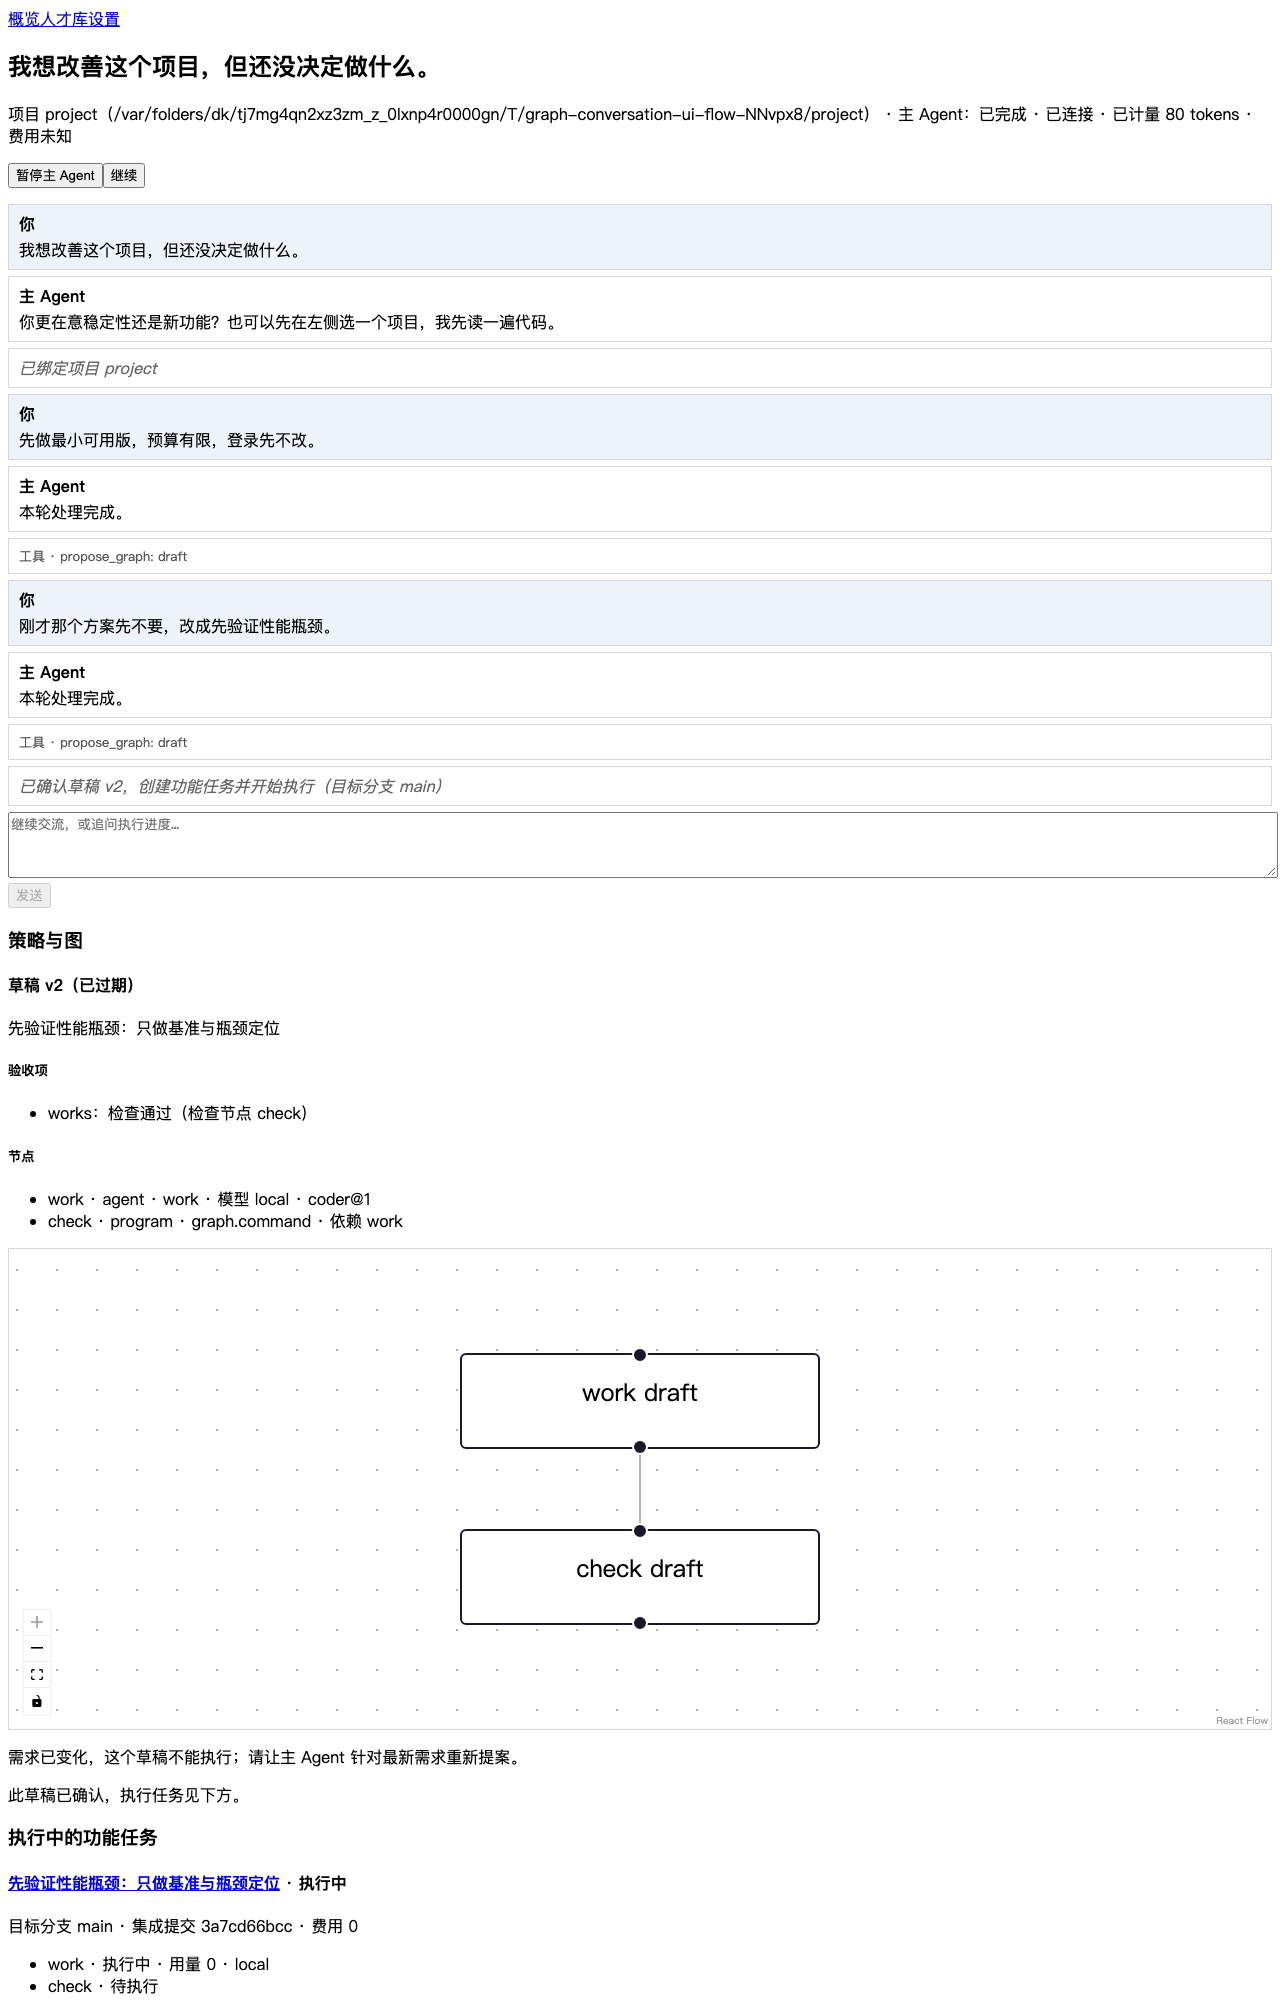 概览人才库设置
我想改善这个项目，但还没决定做什么。
项目 project（/var/folders/dk/tj7mg4qn2xz3zm_z_0lxnp4r0000gn/T/graph-conversation-ui-flow-NNvpx8/project） · 主 Agent：已完成 · 已连接 · 已计量 80 tokens ·
费用未知
暂停主 Agent 继续
你
我想改善这个项目，但还没决定做什么。
主 Agent
你更在意稳定性还是新功能？也可以先在左侧选一个项目，我先读一遍代码。
已绑定项目 project
你
先做最小可用版，预算有限，登录先不改。
主 Agent
本轮处理完成。
工具 · propose_graph: draft
你
刚才那个方案先不要，改成先验证性能瓶颈。
主 Agent
本轮处理完成。
工具 · propose_graph: draft
已确认草稿 v2，创建功能任务并开始执行（目标分支 main）
继续交流，或追问执行进度…
发送
策略与图
草稿 v2（已过期）
先验证性能瓶颈：只做基准与瓶颈定位
验收项
works：检查通过（检查节点 check）
节点
work · agent · work · 模型 local · coder@1
check · program · graph.command · 依赖 work
work draft
check draft
React Flow
需求已变化，这个草稿不能执行；请让主 Agent 针对最新需求重新提案。
此草稿已确认，执行任务见下方。
执行中的功能任务
先验证性能瓶颈：只做基准与瓶颈定位 · 执行中
目标分支 main · 集成提交 3a7cd66bcc · 费用 0
work · 执行中 · 用量 0 · local
check · 待执行